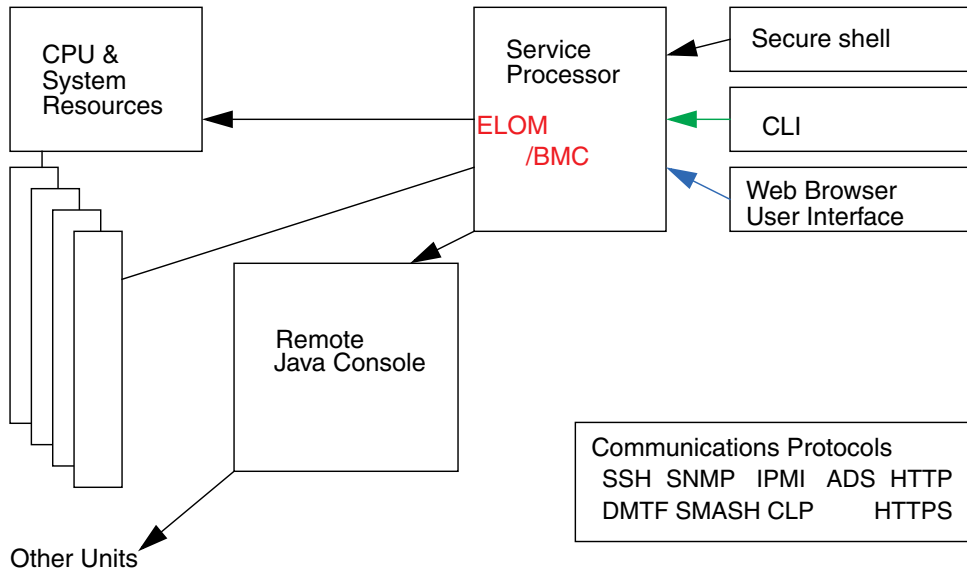 CPU &
System
Resources
Service
Processor
ELOM
/BMC
Secure shell
CLI
Web Browser
User Interface
Remote
Java Console
Communications Protocols
SSH SNMP IPMI ADS HTTP
DMTF SMASH CLP HTTPS
Other Units